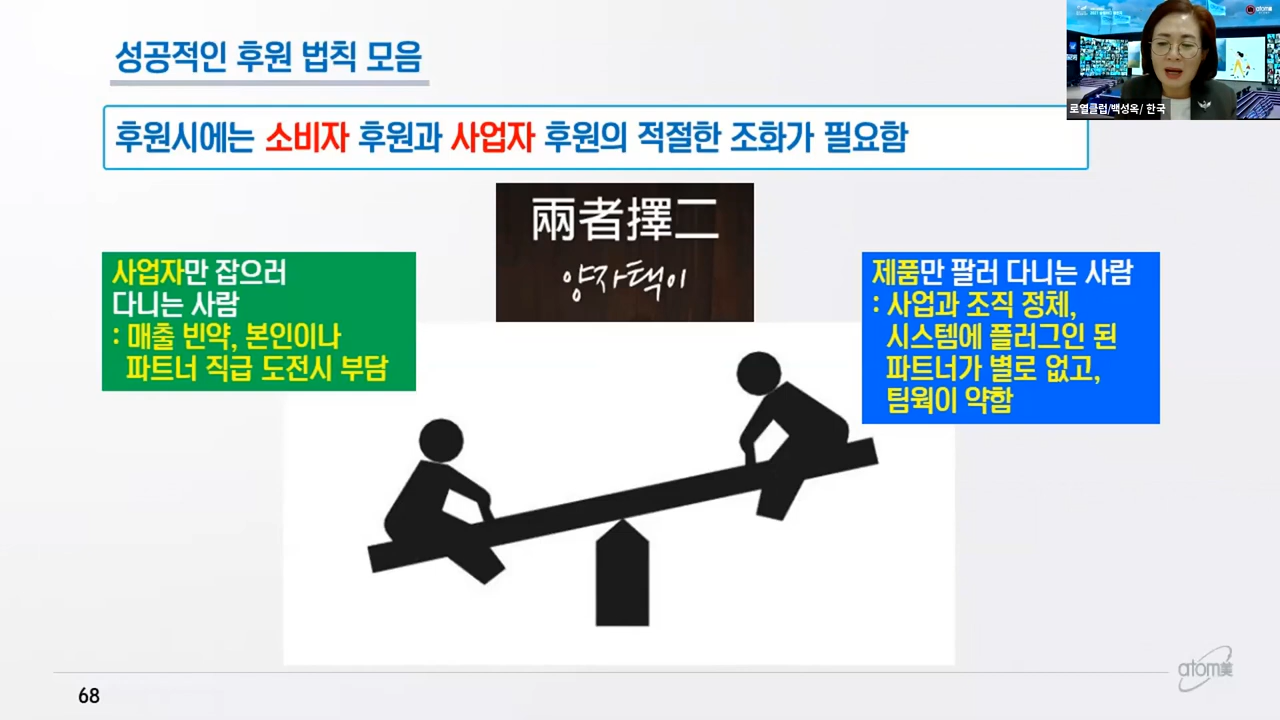 성공적인 후원 법칙 모음
후원시에는 소비자 후원과 사업자 후원의 적절한 조화가 필요함
兩者擇二
양자택이
사업자만 잡으러
다니는 사람
: 매출 빈약, 본인이나
파트너 직급 도전시 부담
제품만 팔러 다니는 사람
: 사업과 조직 정체,
시스템에 플러그인 된
파트너가 별로 없고,
팀웍이 약함
로열클럽/백성옥/ 한국
atom美
68